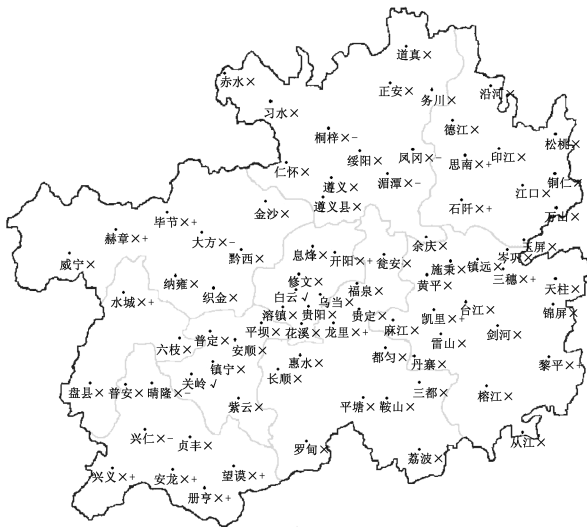 道真×
赤水×
正安×
务川×
沿河×
习水×
桐梓×－
德江×
松桃×
绥阳×
凤冈×－
思南×+
印江×
仁怀×
遵义×
湄潭×－
铜仁×
江口×
遵义县×
金沙×
石阡×+
万山×
毕节×+
赫章×+
大方×－
黔西×
息烽×
开阳×+
瓮安×
余庆×
玉屏×
岑巩×
威宁×
施秉×
镇远×
三穗×+
修文×
黄平×
纳雍×
织金×
白云√
乌当×
福泉×
天柱×
水城×+
溶镇×
贵阳×
贵定×
凯里×+
台江×
锦屏×
平坝×
花溪×
龙里×+
麻江×
剑河×
普定×
六枝×
安顺×
雷山×
都匀×
惠水×
丹寨×
黎平×+
镇宁×
长顺×
关岭√
盘县×
普安×
晴隆×－
三都×
榕江×
紫云×
平塘×
鞍山×
兴仁×－
贞丰×
从江×
罗甸×
荔波×
兴义×+
安龙×+
望谟×+
册亨×+